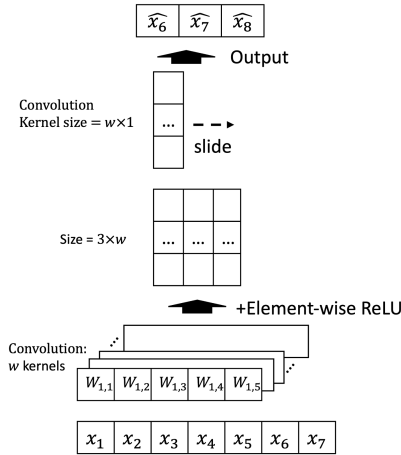 x̂₆ x̂₇ x̂₈
Output
Convolution
Kernel size = w×1
...
slide
Size = 3×w
... ... ...
+Element-wise ReLU
Convolution:
w kernels
...
...
W₁,₁ W₁,₂ W₁,₃ W₁,₄ W₁,₅
x₁ x₂ x₃ x₄ x₅ x₆ x₇